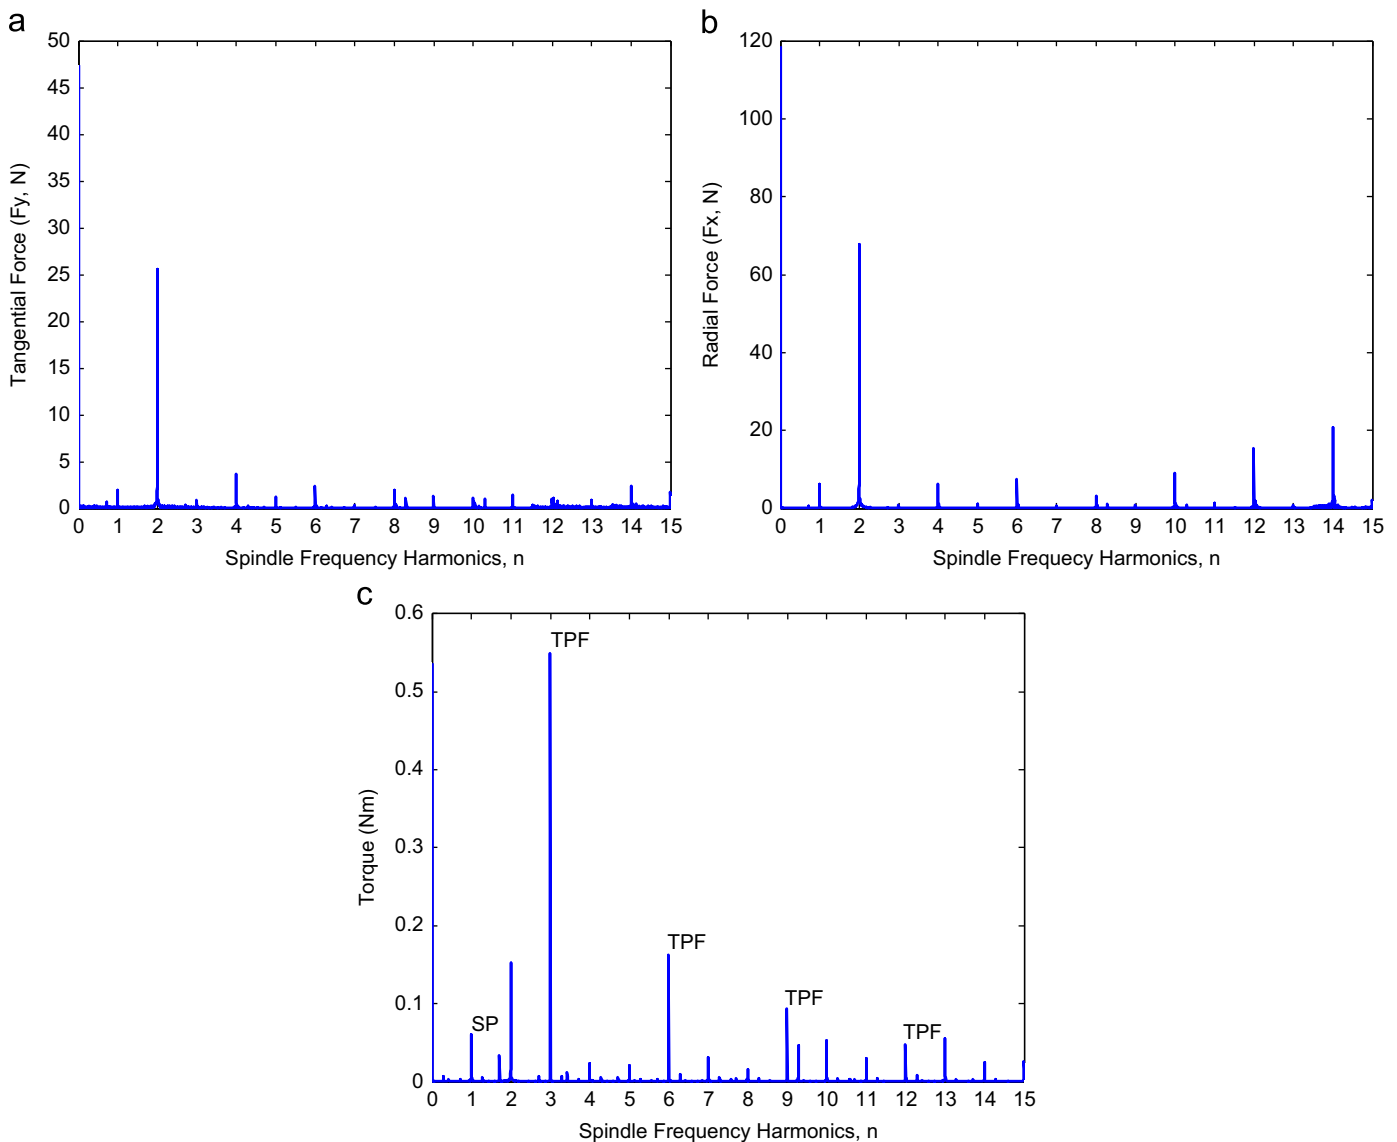 a
50
45
40
35
30
25
20
15
10
5
0
Tangential Force (Fy, N)
0 1 2 3 4 5 6 7 8 9 10 11 12 13 14 15
Spindle Frequency Harmonics, n
b
120
100
80
60
40
20
0
Radial Force (Fx, N)
0 1 2 3 4 5 6 7 8 9 10 11 12 13 14 15
Spindle Frequecy Harmonics, n
c
0.6
0.5
0.4
0.3
0.2
0.1
0
Torque (Nm)
TPF
TPF
TPF
SP
TPF
0 1 2 3 4 5 6 7 8 9 10 11 12 13 14 15
Spindle Frequency Harmonics, n